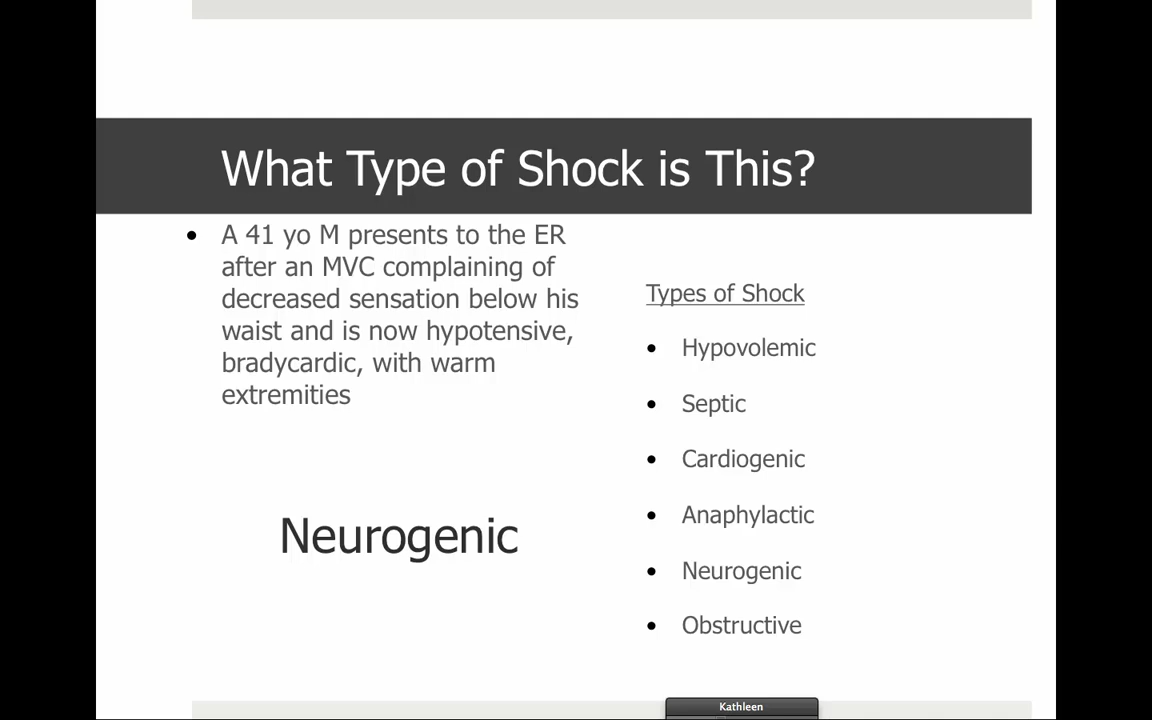 What Type of Shock is This?
• A 41 yo M presents to the ER
after an MVC complaining of
decreased sensation below his
waist and is now hypotensive,
bradycardic, with warm
extremities
Neurogenic
Types of Shock
• Hypovolemic
• Septic
• Cardiogenic
• Anaphylactic
• Neurogenic
• Obstructive
Kathleen